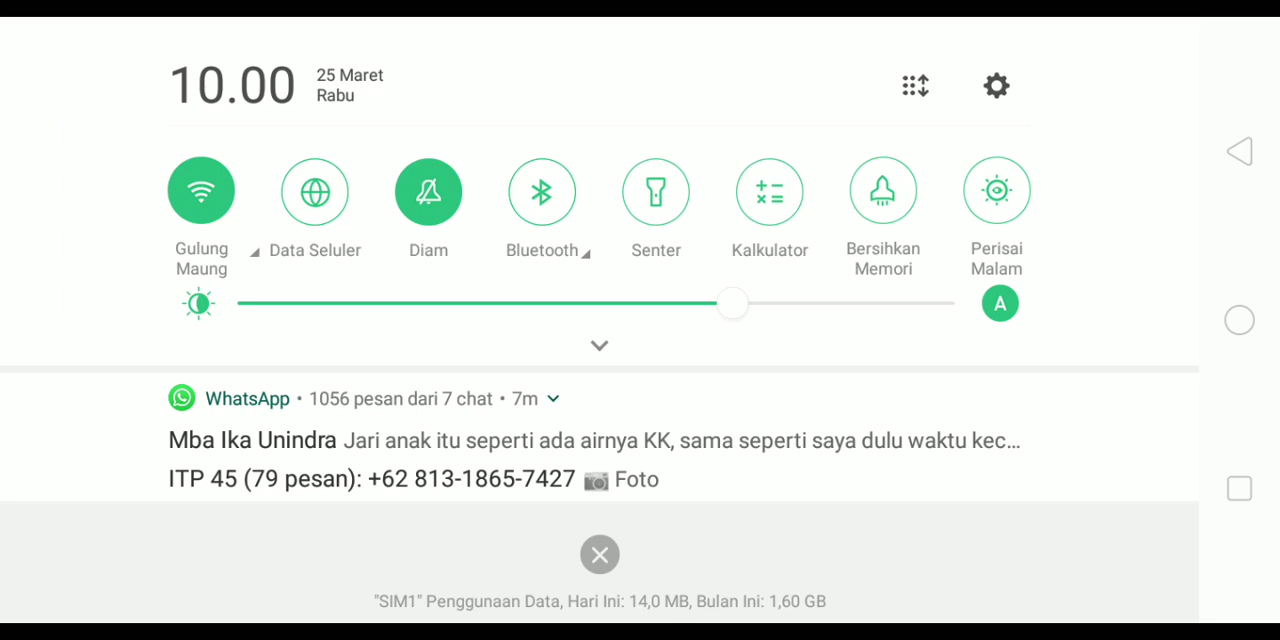 10.00
25 Maret
Rabu
Gulung
Maung
Data Seluler
Diam
Bluetooth
Senter
Kalkulator
Bersihkan
Memori
Perisai
Malam
A
WhatsApp • 1056 pesan dari 7 chat • 7m
Mba Ika Unindra Jari anak itu seperti ada airnya KK, sama seperti saya dulu waktu kec...
ITP 45 (79 pesan): +62 813-1865-7427 📷 Foto
"SIM1" Penggunaan Data, Hari Ini: 14,0 MB, Bulan Ini: 1,60 GB